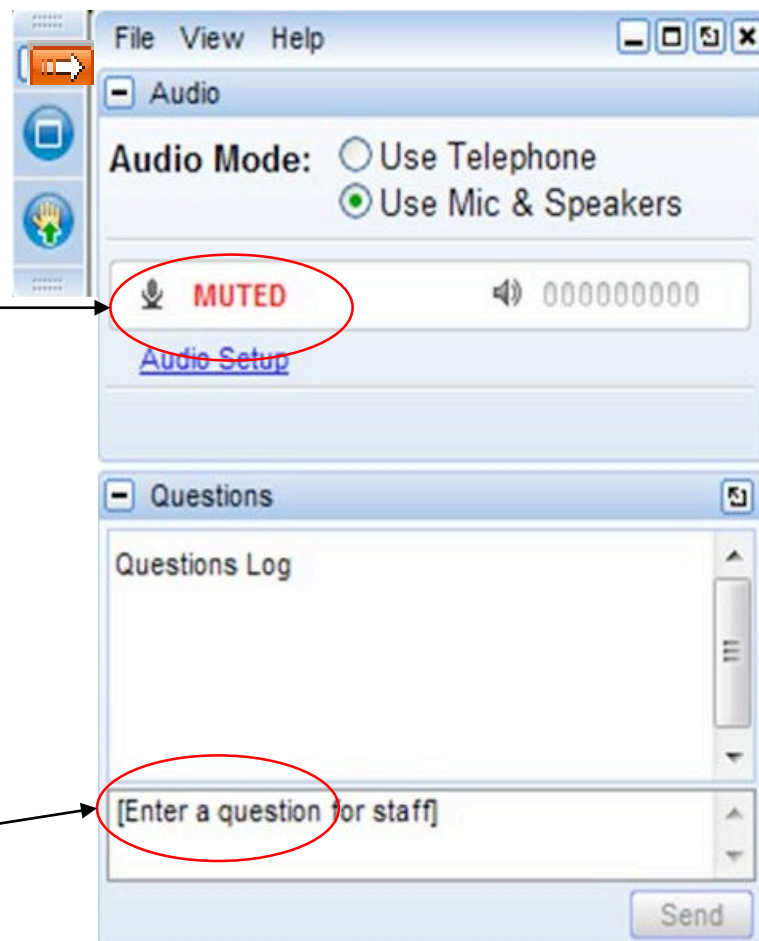 File View Help
Audio
Audio Mode: Use Telephone
Use Mic & Speakers
MUTED 000000000
Audio Setup
Questions
Questions Log
[Enter a question for staff]
Send